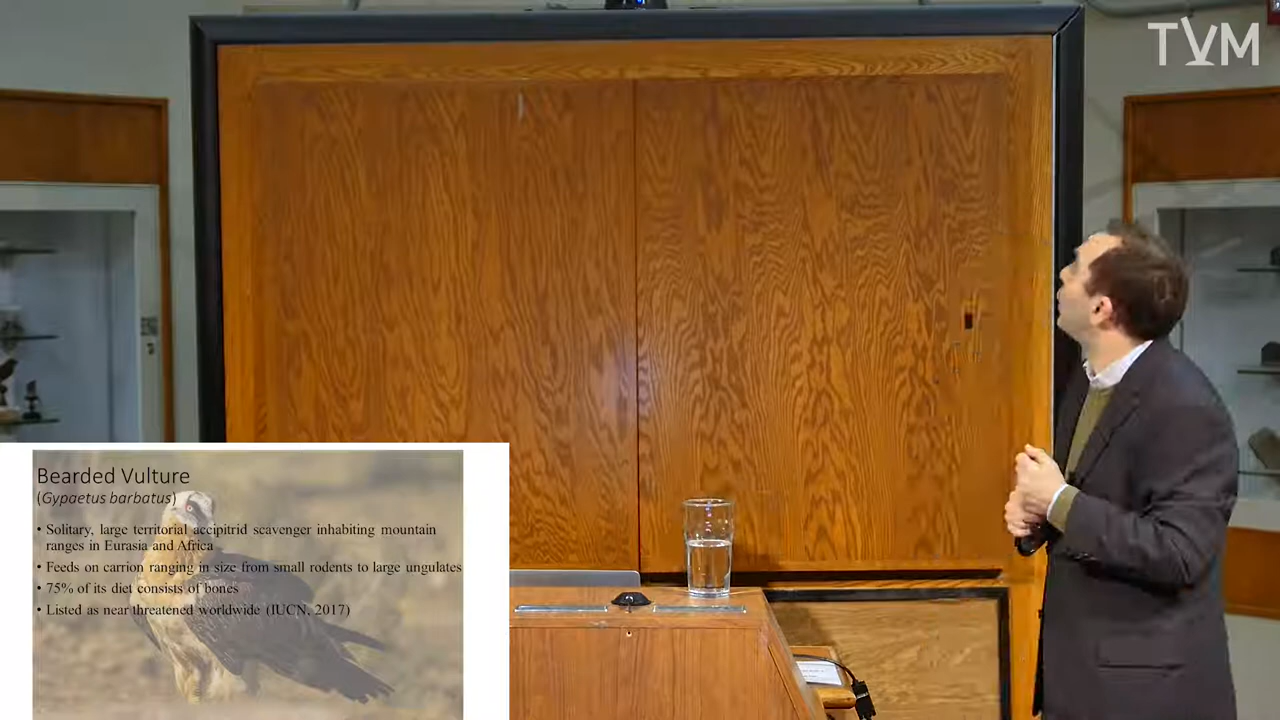 TVM
Bearded Vulture
(Gypaetus barbatus)
• Solitary, large territorial accipitrid scavenger inhabiting mountain
ranges in Eurasia and Africa
• Feeds on carrion ranging in size from small rodents to large ungulates
• 75% of its diet consists of bones
• Listed as near threatened worldwide (IUCN, 2017)